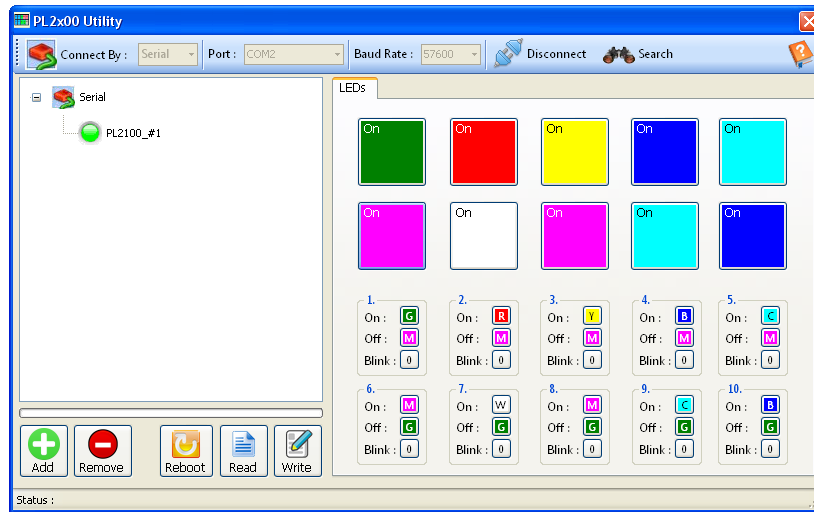 PL2x00 Utility
Connect By : Serial Port : COM2 Baud Rate : 57600 Disconnect Search
Serial
PL2100_#1
LEDs
On On On On On
On On On On On
1. 2. 3. 4. 5.
On : G On : R On : Y On : B On : C
Off : M Off : M Off : M Off : M Off : M
Blink : 0 Blink : 0 Blink : 0 Blink : 0 Blink : 0
6. 7. 8. 9. 10.
On : M On : W On : M On : C On : B
Off : G Off : G Off : G Off : G Off : G
Blink : 0 Blink : 0 Blink : 0 Blink : 0 Blink : 0
Add Remove Reboot Read Write
Status :